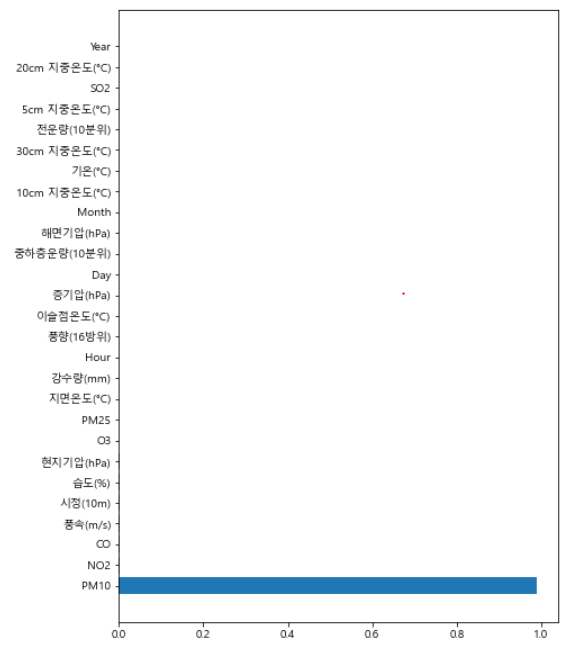 Year
20cm 지중온도(°C)
SO2
5cm 지중온도(°C)
전운량(10분위)
30cm 지중온도(°C)
기온(°C)
10cm 지중온도(°C)
Month
해면기압(hPa)
중하층운량(10분위)
Day
증기압(hPa)
이슬점온도(°C)
풍향(16방위)
Hour
강수량(mm)
지면온도(°C)
PM25
O3
현지기압(hPa)
습도(%)
시정(10m)
풍속(m/s)
CO
NO2
PM10
0.0 0.2 0.4 0.6 0.8 1.0